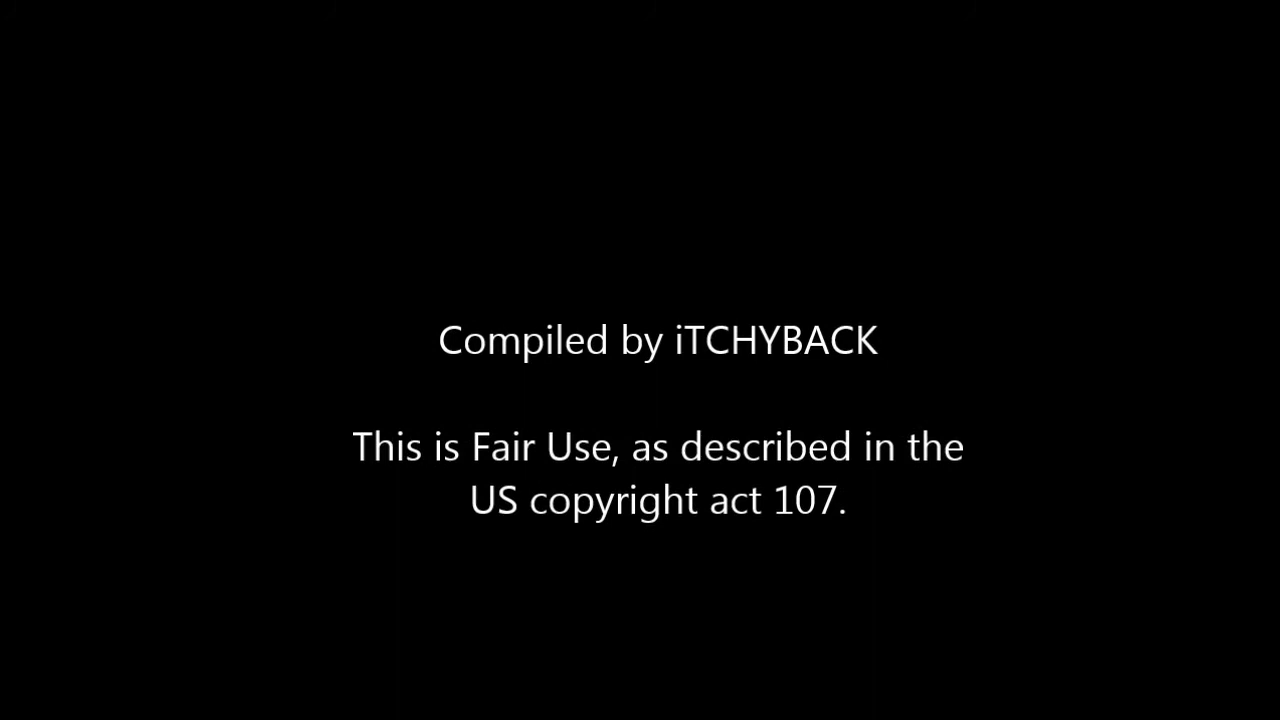 Compiled by iTCHYBACK
This is Fair Use, as described in the
US copyright act 107.